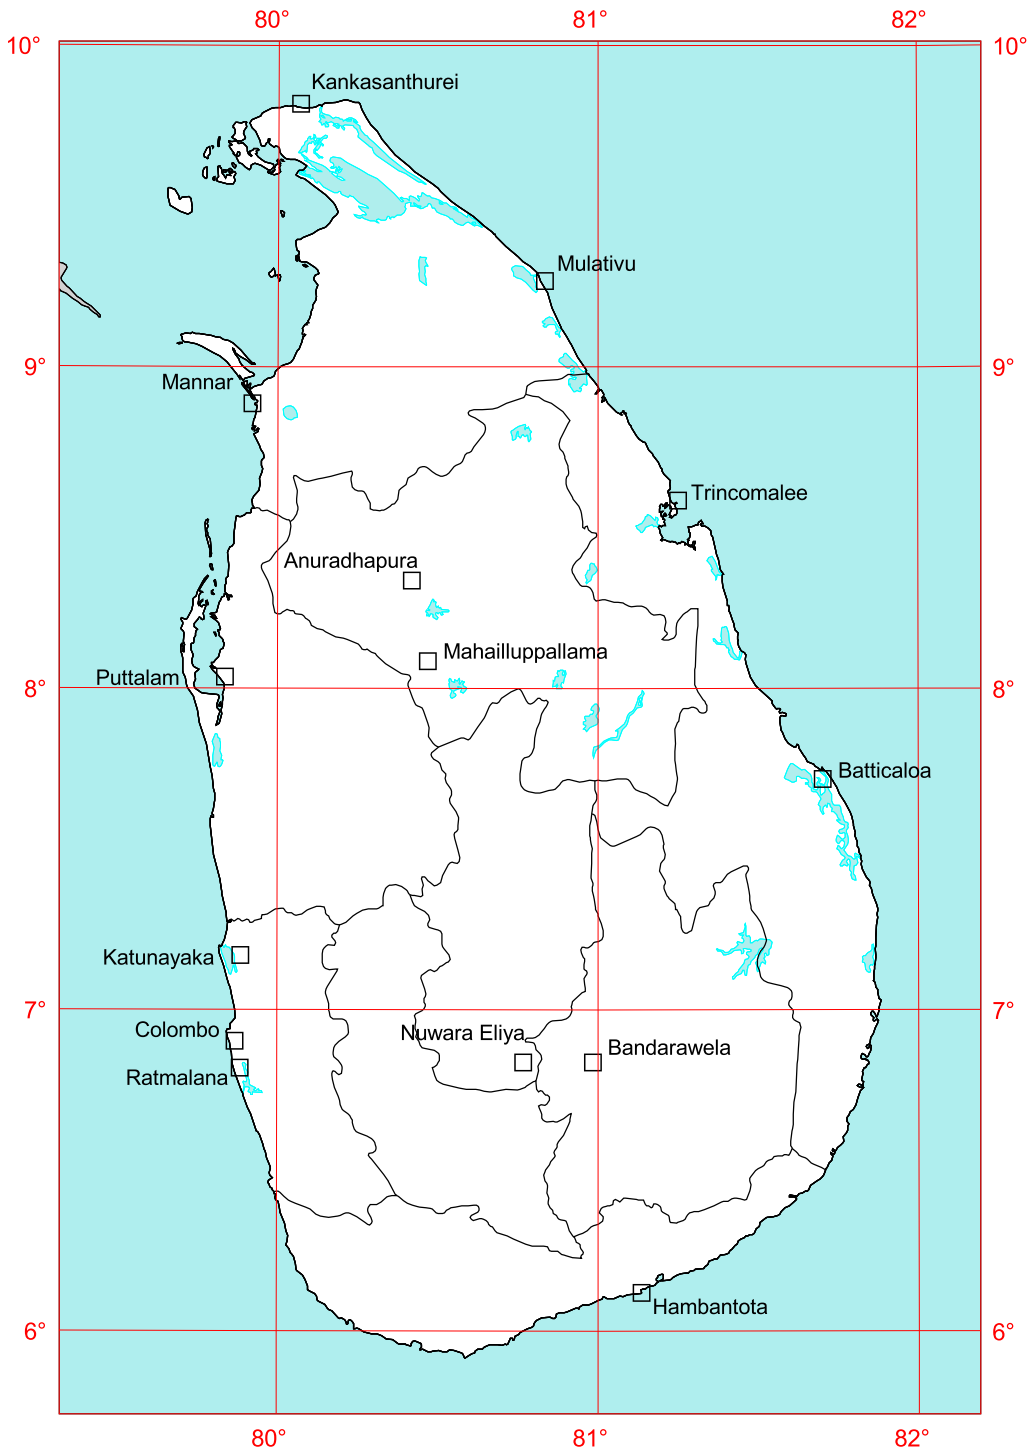 80°
81°
82°
10°
10°
Kankasanthurei
Mulativu
9°
9°
Mannar
Trincomalee
Anuradhapura
Mahailluppallama
Puttalam
8°
8°
Batticaloa
Katunayaka
7°
7°
Colombo
Nuwara Eliya
Bandarawela
Ratmalana
Hambantota
6°
6°
80°
81°
82°